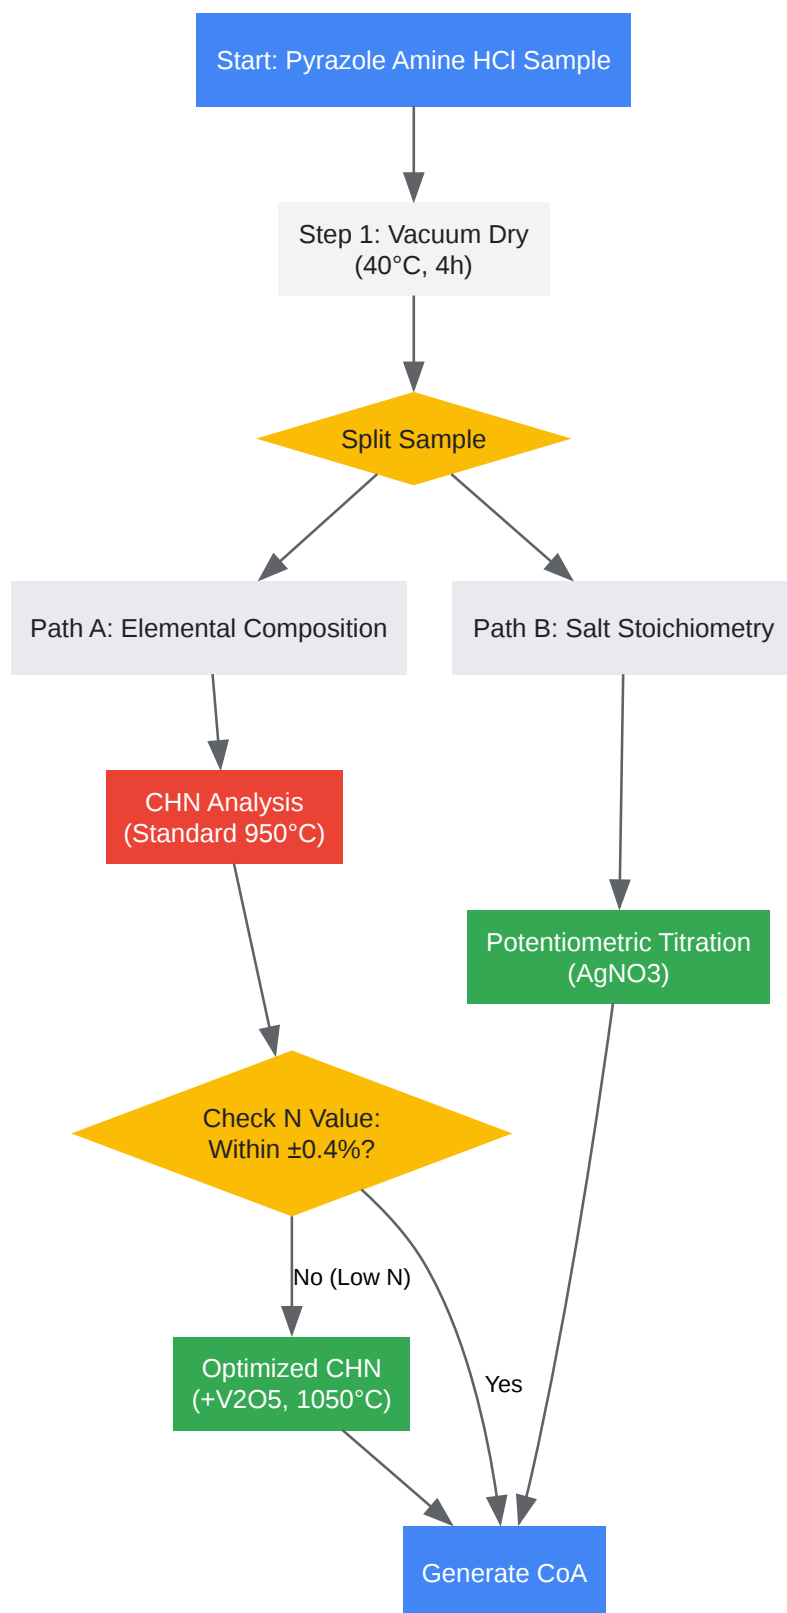 Start: Pyrazole Amine HCl Sample
Step 1: Vacuum Dry
(40°C, 4h)
Split Sample
Path A: Elemental Composition
Path B: Salt Stoichiometry
CHN Analysis
(Standard 950°C)
Potentiometric Titration
(AgNO3)
Check N Value:
Within ±0.4%?
No (Low N)
Yes
Optimized CHN
(+V2O5, 1050°C)
Generate CoA